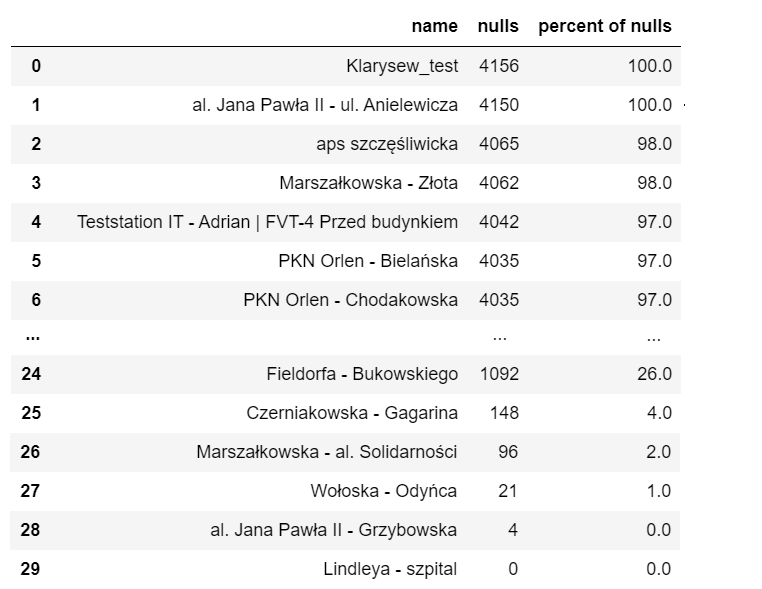 name nulls percent of nulls
0 Klarysew_test 4156 100.0
1 al. Jana Pawła II - ul. Anielewicza 4150 100.0
2 aps szczęśliwicka 4065 98.0
3 Marszałkowska - Złota 4062 98.0
4 Teststation IT - Adrian | FVT-4 Przed budynkiem 4042 97.0
5 PKN Orlen - Bielańska 4035 97.0
6 PKN Orlen - Chodakowska 4035 97.0
... ... ...
24 Fieldorfa - Bukowskiego 1092 26.0
25 Czerniakowska - Gagarina 148 4.0
26 Marszałkowska - al. Solidarności 96 2.0
27 Wołoska - Odyńca 21 1.0
28 al. Jana Pawła II - Grzybowska 4 0.0
29 Lindleya - szpital 0 0.0